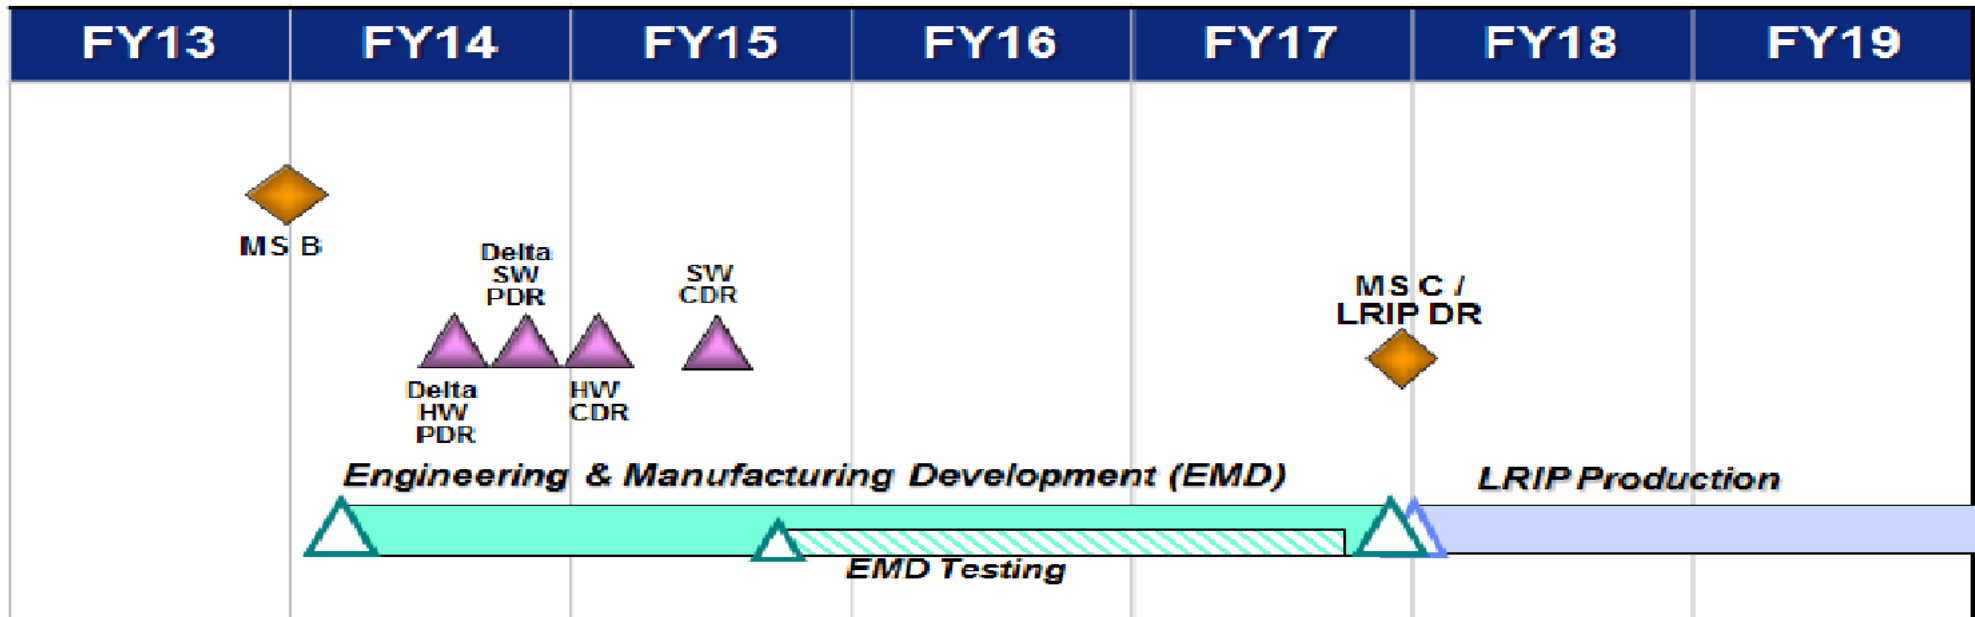 FY13 FY14 FY15 FY16 FY17 FY18 FY19
MS B
Delta
SW
PDR
SW
CDR
MS C /
LRIP DR
Delta
HW
PDR
HW
CDR
Engineering & Manufacturing Development (EMD)
LRIP Production
EMD Testing